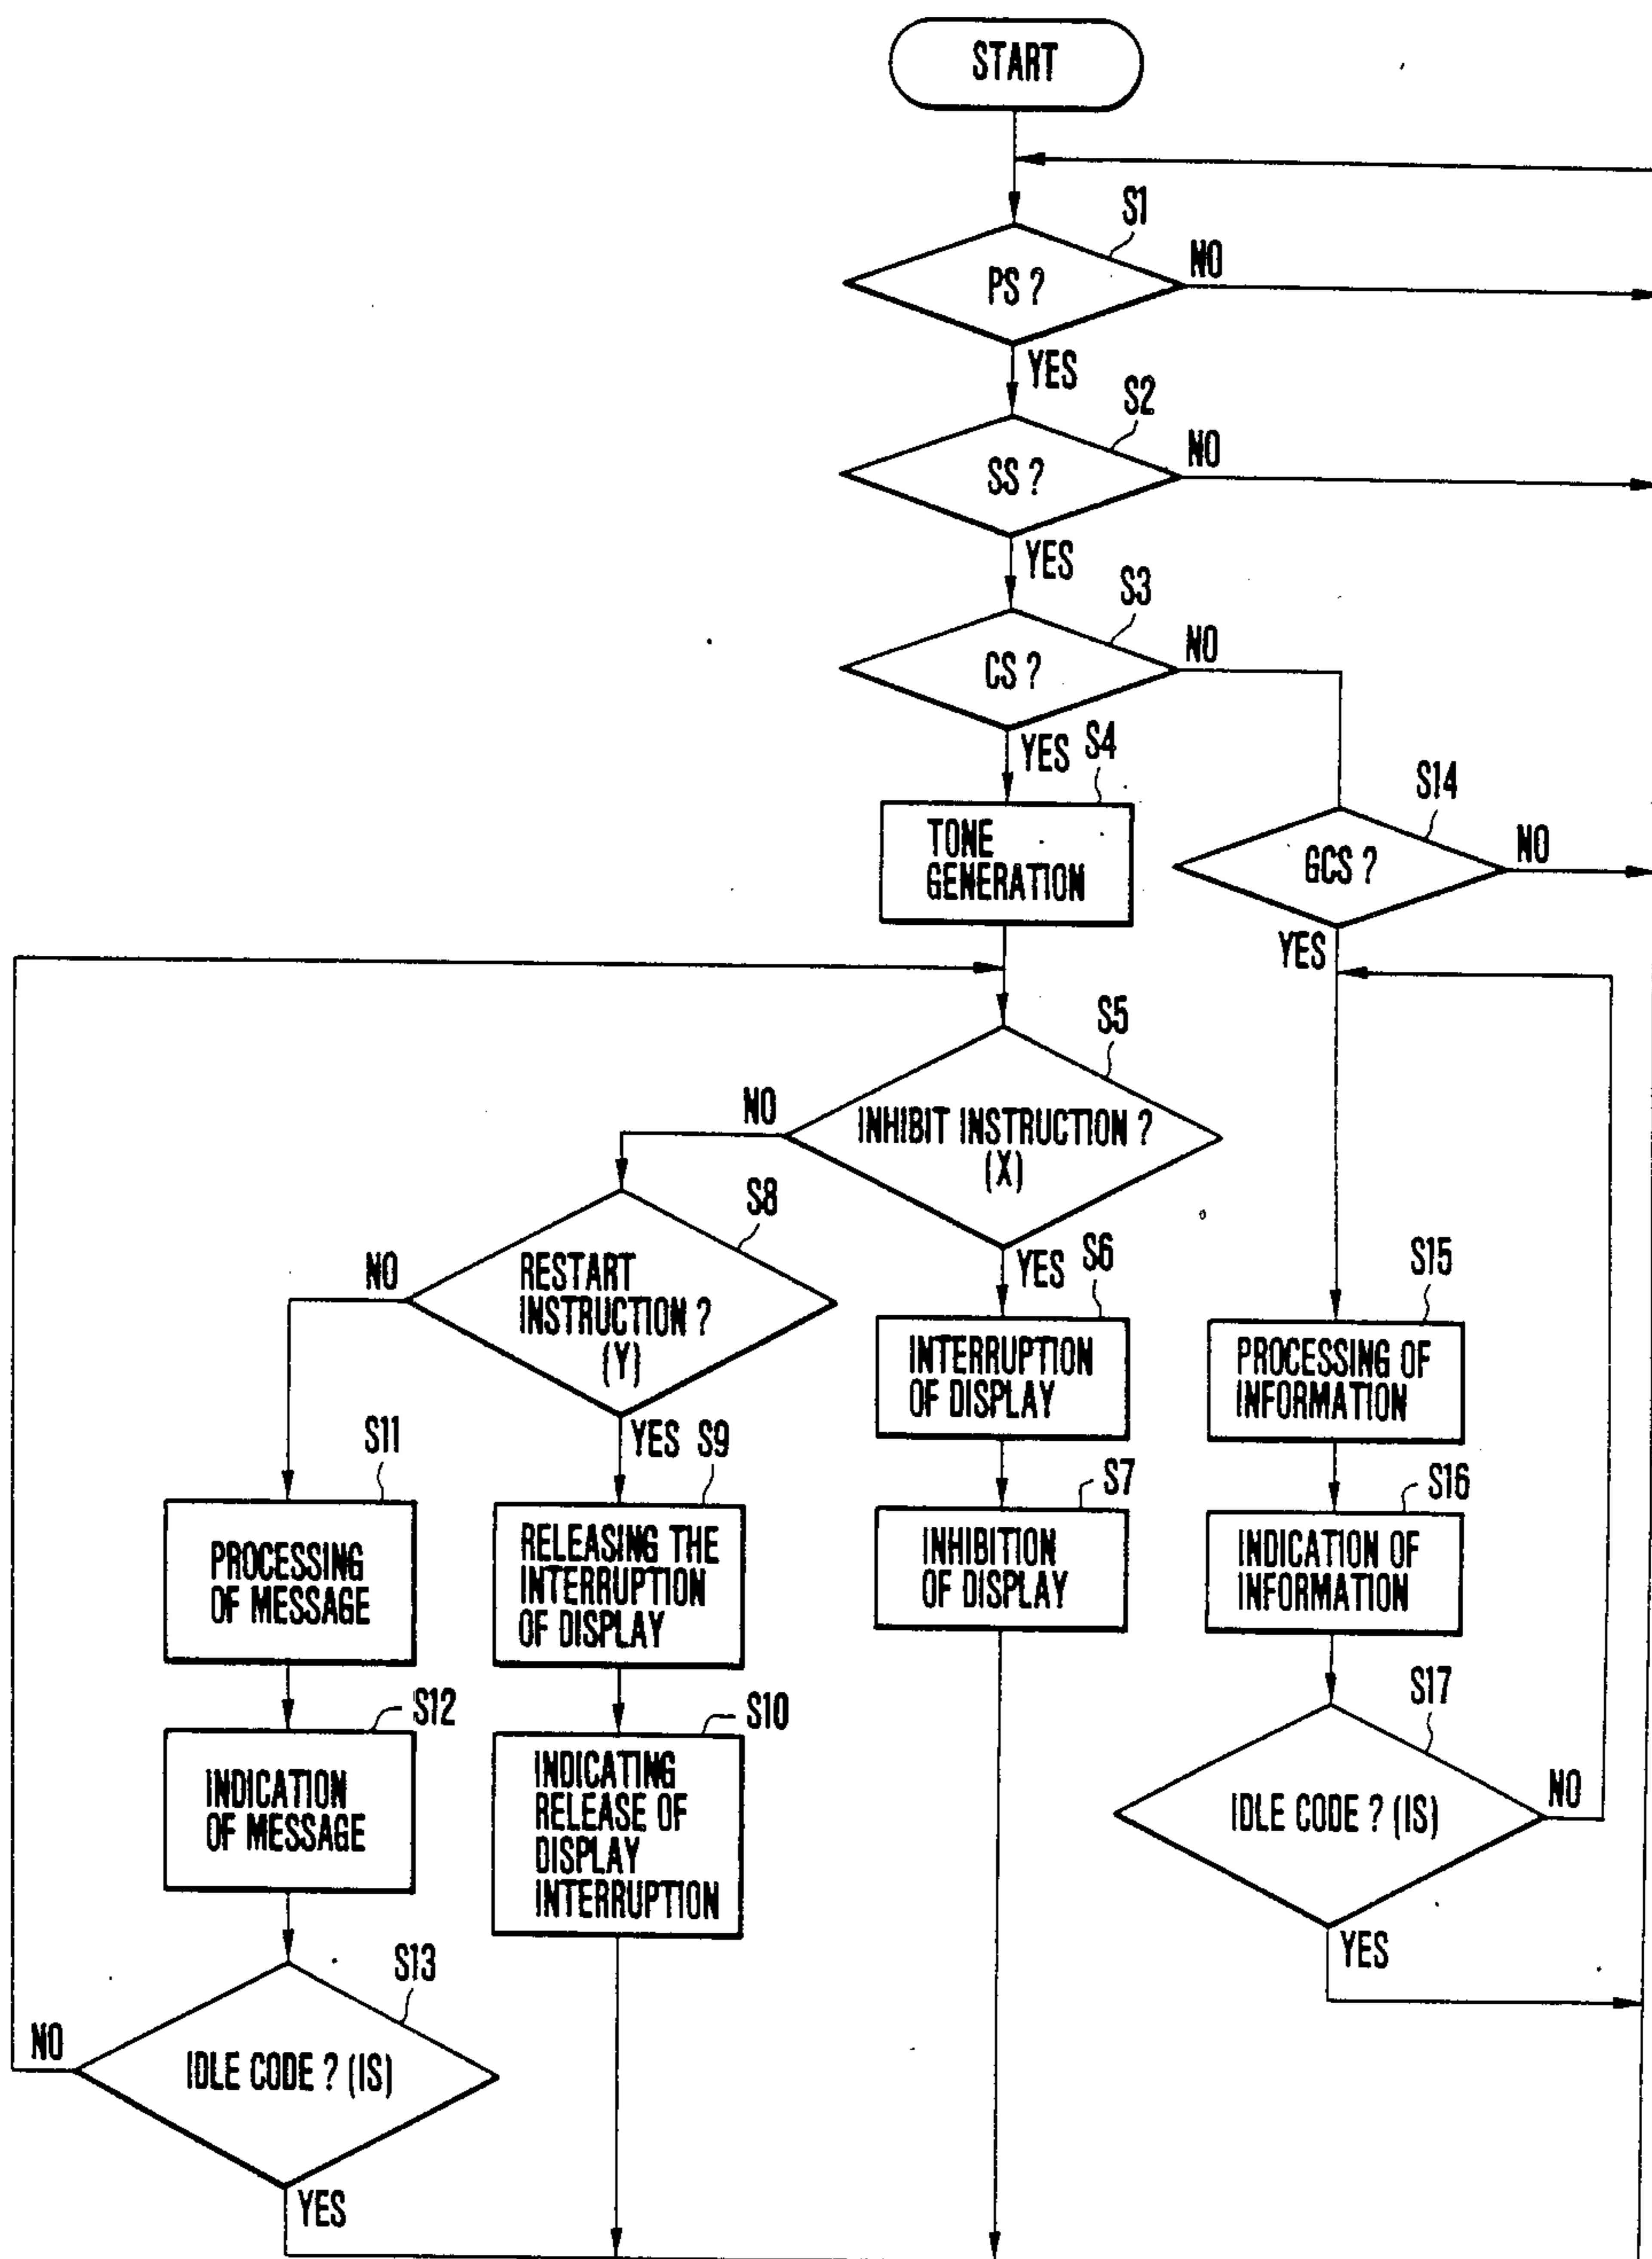 START
S1
PS ?
NO
YES
S2
SS ?
NO
YES
S3
CS ?
NO
YES
S4
TONE
GENERATION
S14
GCS ?
NO
YES
S5
INHIBIT INSTRUCTION ?
(X)
NO
YES
S8
RESTART
INSTRUCTION ?
(Y)
NO
YES
S6
INTERRUPTION
OF DISPLAY
S7
INHIBITION
OF DISPLAY
S15
PROCESSING OF
INFORMATION
S16
INDICATION OF
INFORMATION
S17
IDLE CODE ? (IS)
NO
YES
S11
PROCESSING
OF MESSAGE
S9
RELEASING THE
INTERRUPTION
OF DISPLAY
S12
INDICATION
OF MESSAGE
S10
INDICATING
RELEASE OF
DISPLAY
INTERRUPTION
S13
IDLE CODE ? (IS)
NO
YES